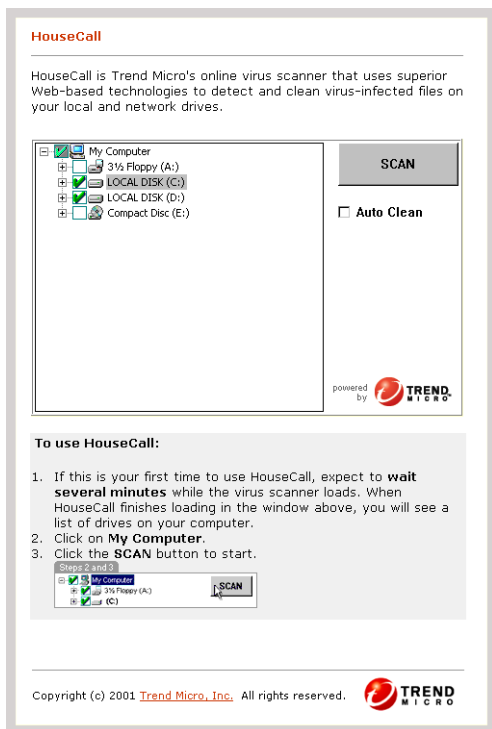 HouseCall
HouseCall is Trend Micro's online virus scanner that uses superior
Web-based technologies to detect and clean virus-infected files on
your local and network drives.
My Computer
3½ Floppy (A:)
LOCAL DISK (C:)
LOCAL DISK (D:)
Compact Disc (E:)
SCAN
Auto Clean
powered
by
TREND
MICRO
To use HouseCall:
1. If this is your first time to use HouseCall, expect to wait
several minutes while the virus scanner loads. When
HouseCall finishes loading in the window above, you will see a
list of drives on your computer.
2. Click on My Computer.
3. Click the SCAN button to start.
Steps 2 and 3
My Computer
3½ Floppy (A:)
(C:)
SCAN
Copyright (c) 2001 Trend Micro, Inc. All rights reserved.
TREND
MICRO